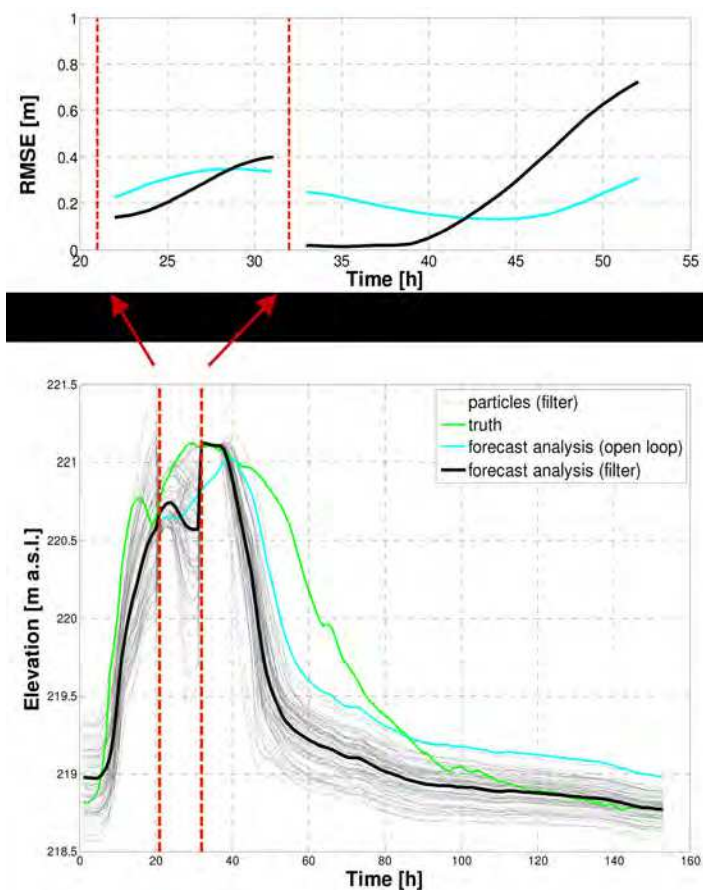 1
0.8
0.6
0.4
0.2
0
RMSE [m]
20 25 30 35 40 45 50 55
Time [h]
221.5
221
220.5
220
219.5
219
218.5
Elevation [m a.s.l.]
particles (filter)
truth
forecast analysis (open loop)
forecast analysis (filter)
0 20 40 60 80 100 120 140 160
Time [h]